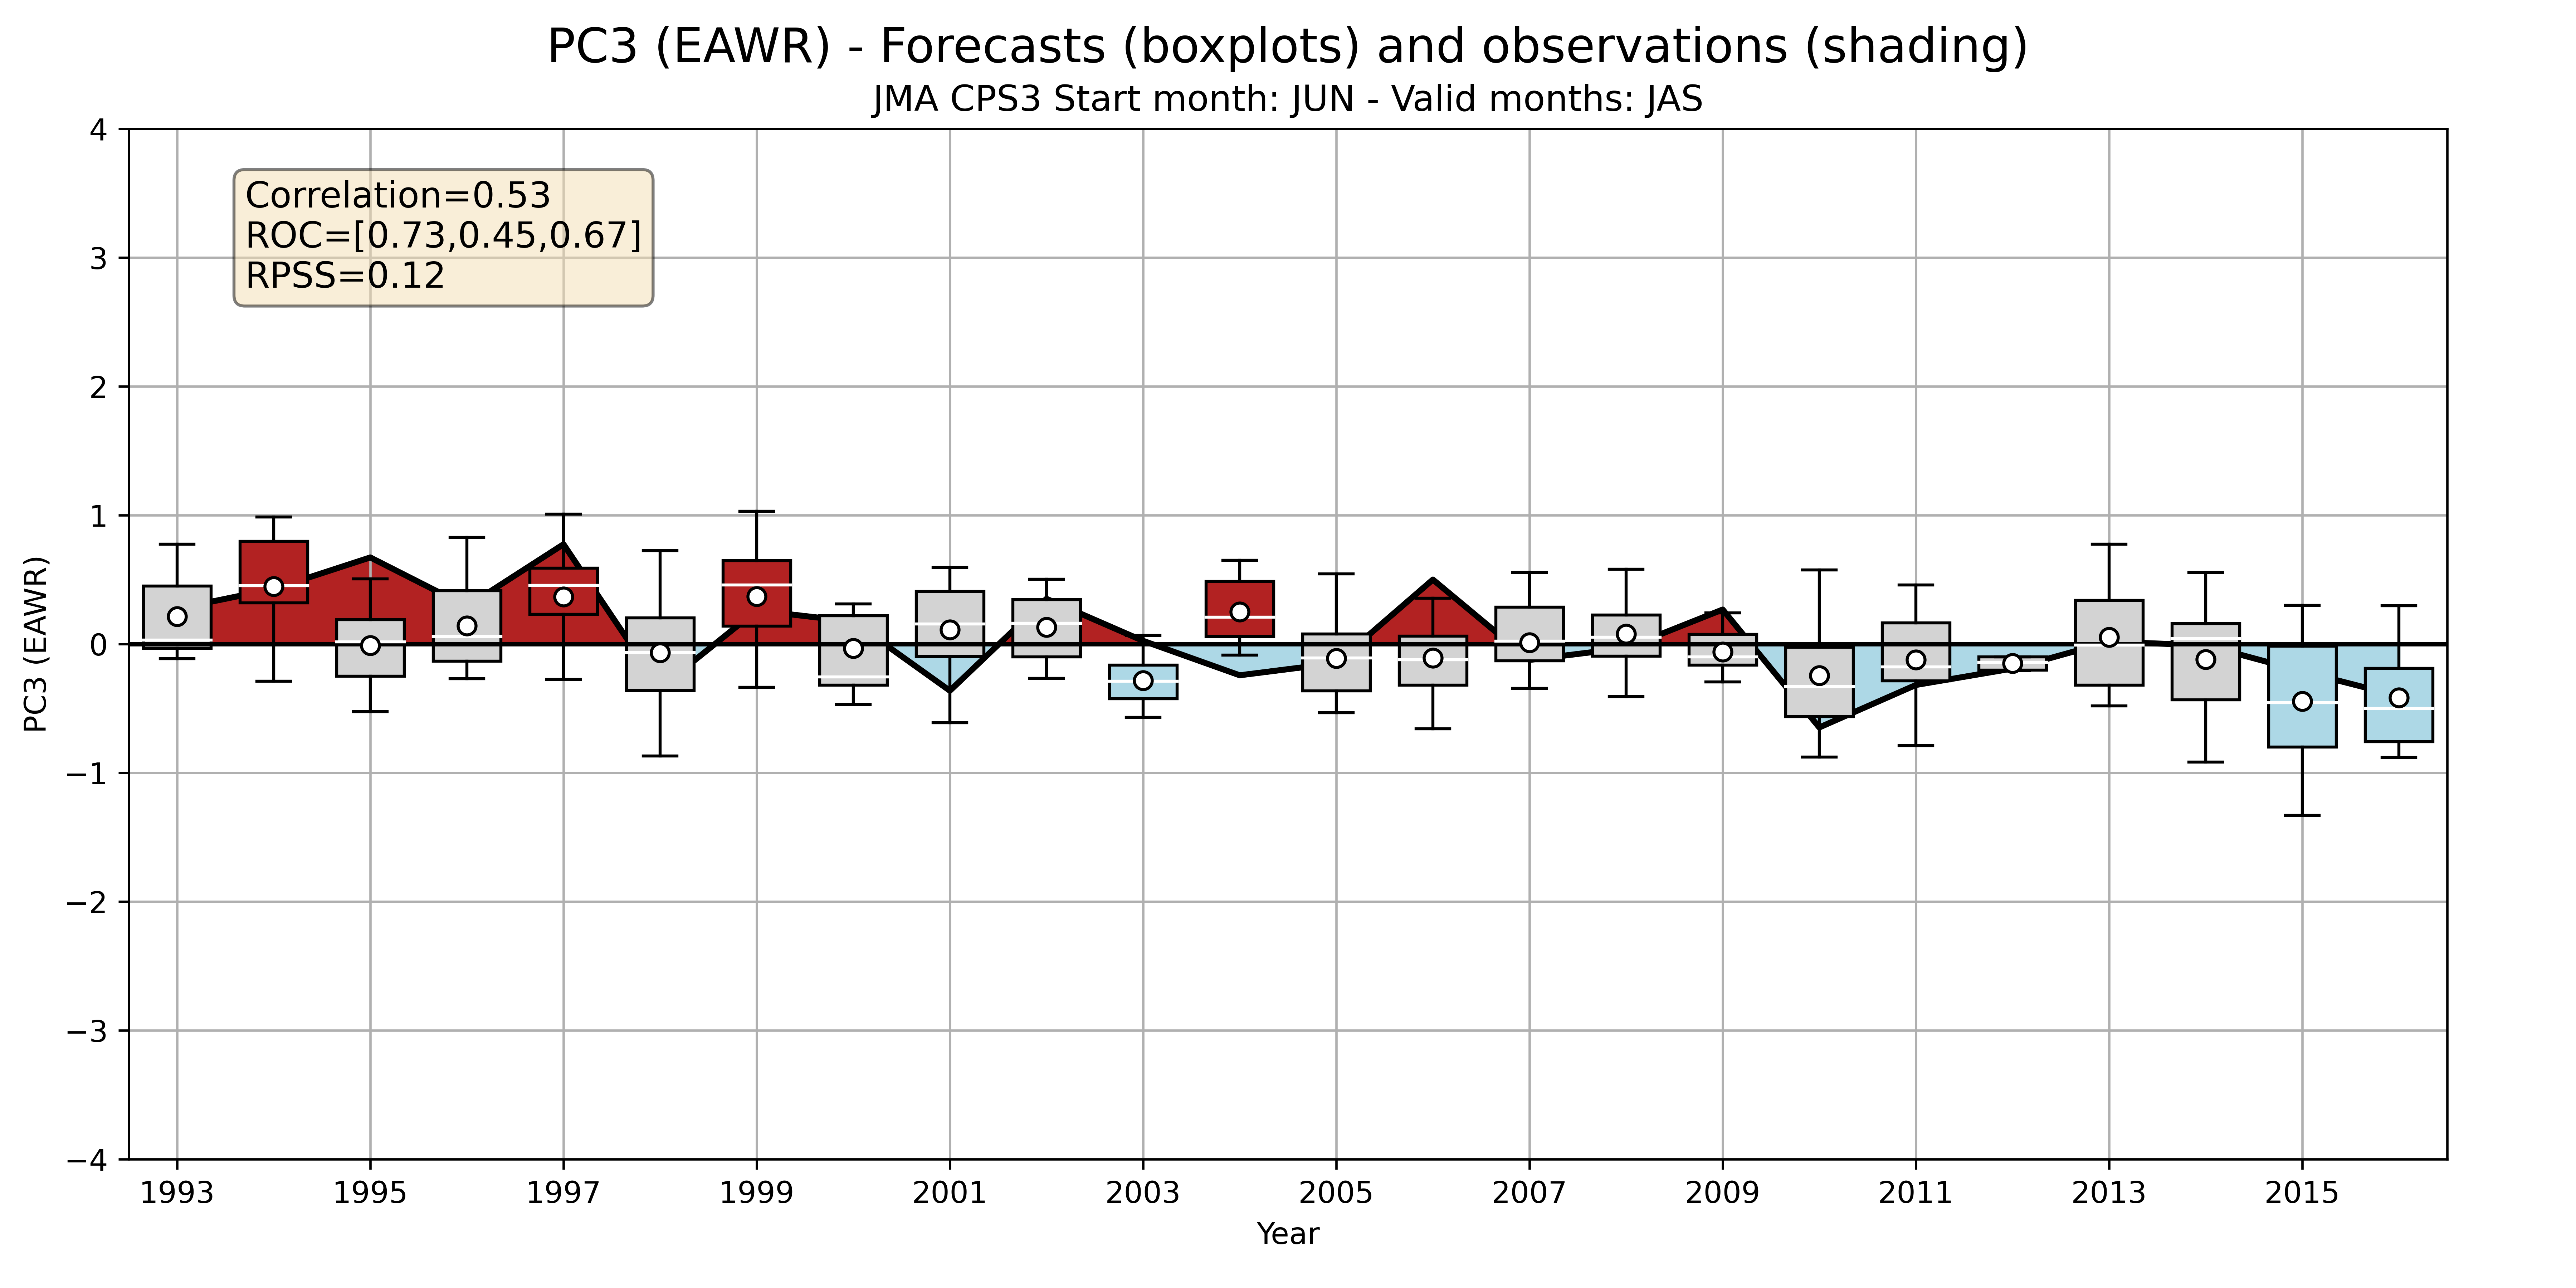 PC3 (EAWR) - Forecasts (boxplots) and observations (shading)
JMA CPS3 Start month: JUN - Valid months: JAS
Correlation=0.53
ROC=[0.73,0.45,0.67]
RPSS=0.12
PC3 (EAWR)
4
3
2
1
0
−1
−2
−3
−4
1993 1995 1997 1999 2001 2003 2005 2007 2009 2011 2013 2015
Year